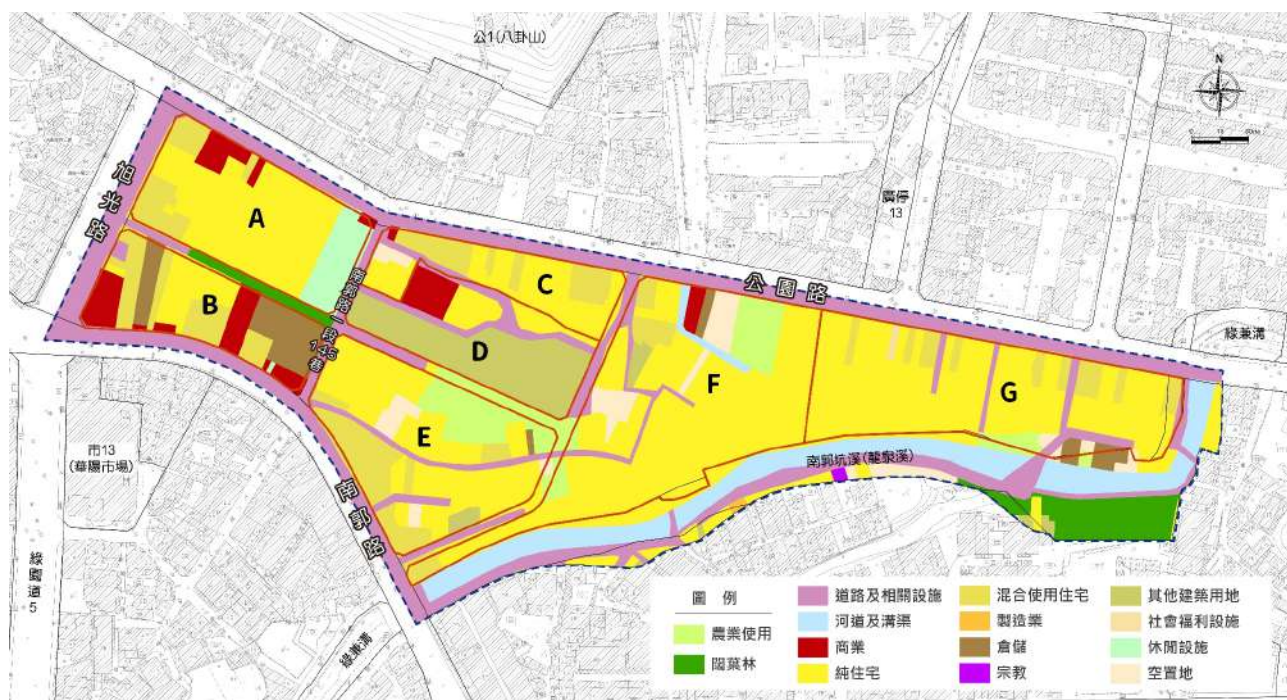 公1(八卦山)
N
旭光路
A
廣停
13
公園路
C
南郭路一段
143巷
B
D
綠兼溝
F
G
E
市13
(華陽市場)
南郭坑溪(龍泉溪)
南郭路
綠園道
5
綠兼溝
圖例
農業使用
闊葉林
道路及相關設施
河道及溝渠
商業
純住宅
混合使用住宅
製造業
倉儲
宗教
其他建築用地
社會福利設施
休閒設施
空置地